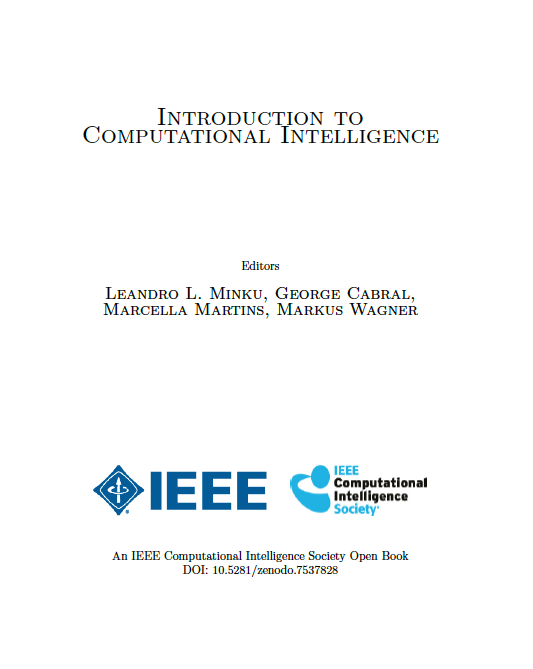 Introduction to
Computational Intelligence
Editors
Leandro L. Minku, George Cabral,
Marcella Martins, Markus Wagner
IEEE
IEEE
Computational
Intelligence
Society
An IEEE Computational Intelligence Society Open Book
DOI: 10.5281/zenodo.7537828